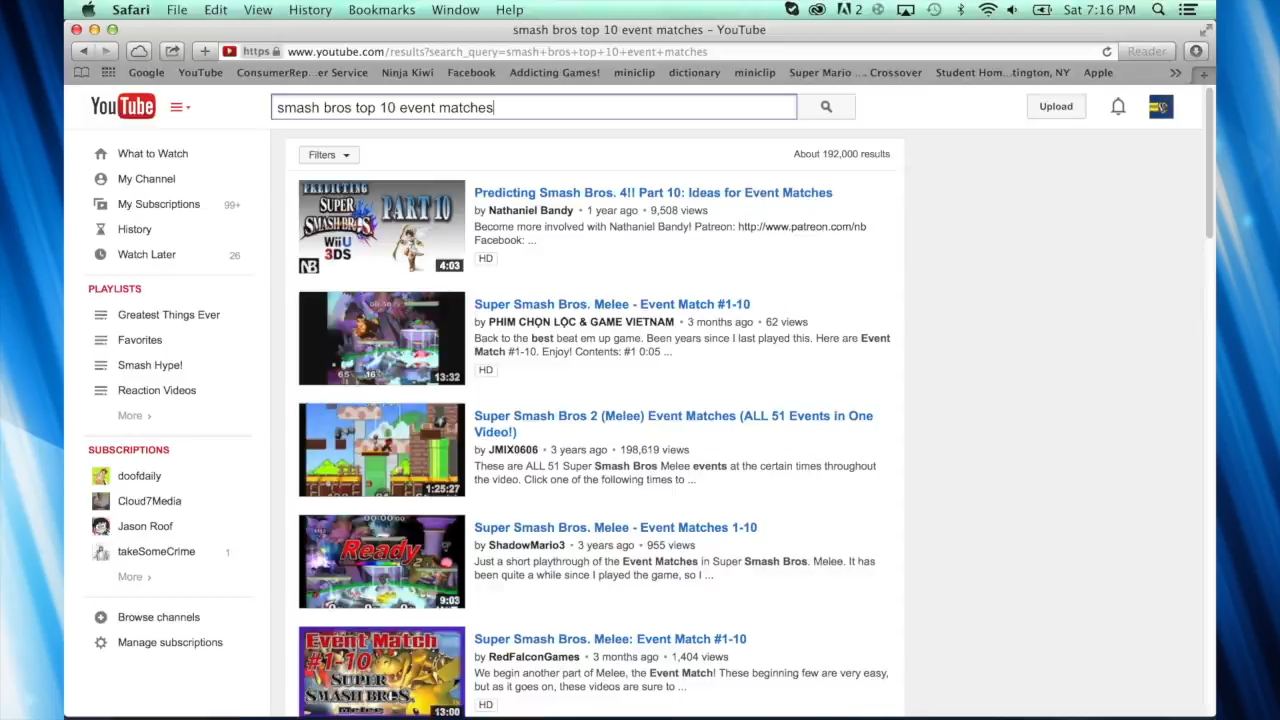 Safari File Edit View History Bookmarks Window Help
2 Sat 7:16 PM
smash bros top 10 event matches - YouTube
https www.youtube.com/results?search_query=smash+bros+top+10+event+matches Reader
Google YouTube ConsumerRep...er Service Ninja Kiwi Facebook Addicting Games! miniclip dictionary miniclip Super Mario ... Crossover Student Hom...tington, NY Apple
YouTube
smash bros top 10 event matches
Upload
What to Watch
My Channel
My Subscriptions 99+
History
Watch Later 26
PLAYLISTS
Greatest Things Ever
Favorites
Smash Hype!
Reaction Videos
More ›
SUBSCRIPTIONS
doofdaily
Cloud7Media
Jason Roof
takeSomeCrime 1
More ›
Browse channels
Manage subscriptions
Filters
About 192,000 results
PREDICTING
SUPER
SMASH BROS
PART 10
Wii U
3DS
NB
4:03
Predicting Smash Bros. 4!! Part 10: Ideas for Event Matches
by Nathaniel Bandy • 1 year ago • 9,508 views
Become more involved with Nathaniel Bandy! Patreon: http://www.patreon.com/nb
Facebook: ...
HD
13:32
Super Smash Bros. Melee - Event Match #1-10
by PHIM CHỌN LỘC & GAME VIETNAM • 3 months ago • 62 views
Back to the best beat em up game. Been years since I last played this. Here are Event
Match #1-10. Enjoy! Contents: #1 0:05 ...
HD
1:25:27
Super Smash Bros 2 (Melee) Event Matches (ALL 51 Events in One
Video!)
by JMIX0606 • 3 years ago • 198,619 views
These are ALL 51 Super Smash Bros Melee events at the certain times throughout
the video. Click one of the following times to ...
Ready
9:03
Super Smash Bros. Melee - Event Matches 1-10
by ShadowMario3 • 3 years ago • 955 views
Just a short playthrough of the Event Matches in Super Smash Bros. Melee. It has
been quite a while since I played the game, so I ...
Event Match
#1-10
SUPER
SMASH BROS.
13:00
Super Smash Bros. Melee: Event Match #1-10
by RedFalconGames • 3 months ago • 1,404 views
We begin another part of Melee, the Event Match! These beginning few are very easy,
but as it goes on, these videos are sure to ...
HD